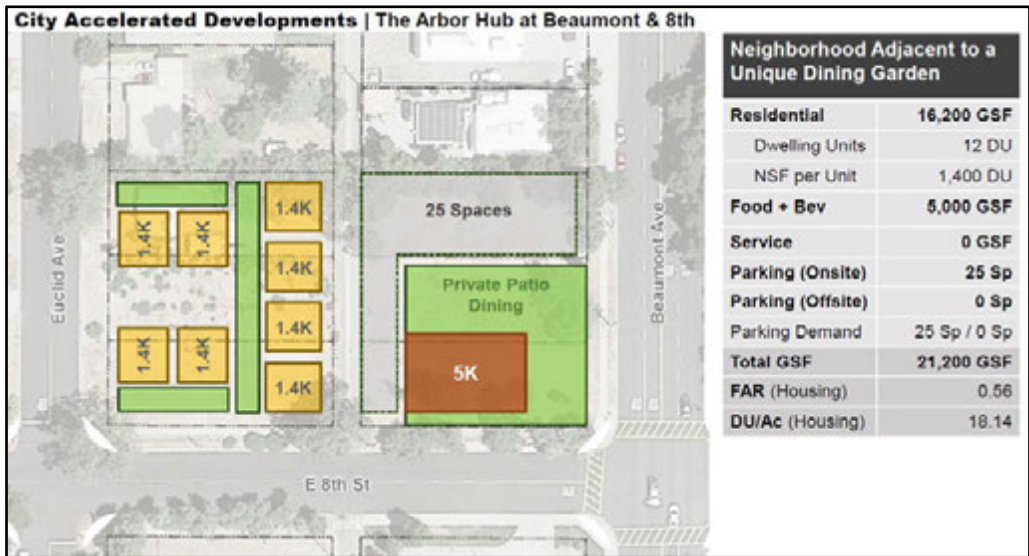 City Accelerated Developments | The Arbor Hub at Beaumont & 8th
Neighborhood Adjacent to a
Unique Dining Garden
Residential 16,200 GSF
Dwelling Units 12 DU
NSF per Unit 1,400 DU
Food + Bev 5,000 GSF
Service 0 GSF
Parking (Onsite) 25 Sp
Parking (Offsite) 0 Sp
Parking Demand 25 Sp / 0 Sp
Total GSF 21,200 GSF
FAR (Housing) 0.56
DU/Ac (Housing) 18.14
Euclid Ave
1.4K
1.4K
1.4K
1.4K
1.4K
1.4K
1.4K
1.4K
25 Spaces
Private Patio
Dining
5K
Beaumont Ave
E 8th St